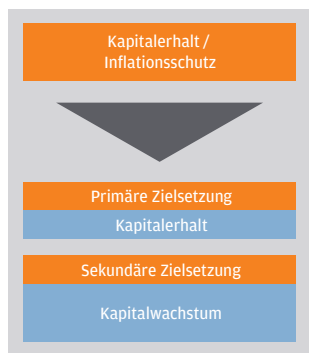 Kapitalerhalt /
Inflationsschutz
Primäre Zielsetzung
Kapitalerhalt
Sekundäre Zielsetzung
Kapitalwachstum